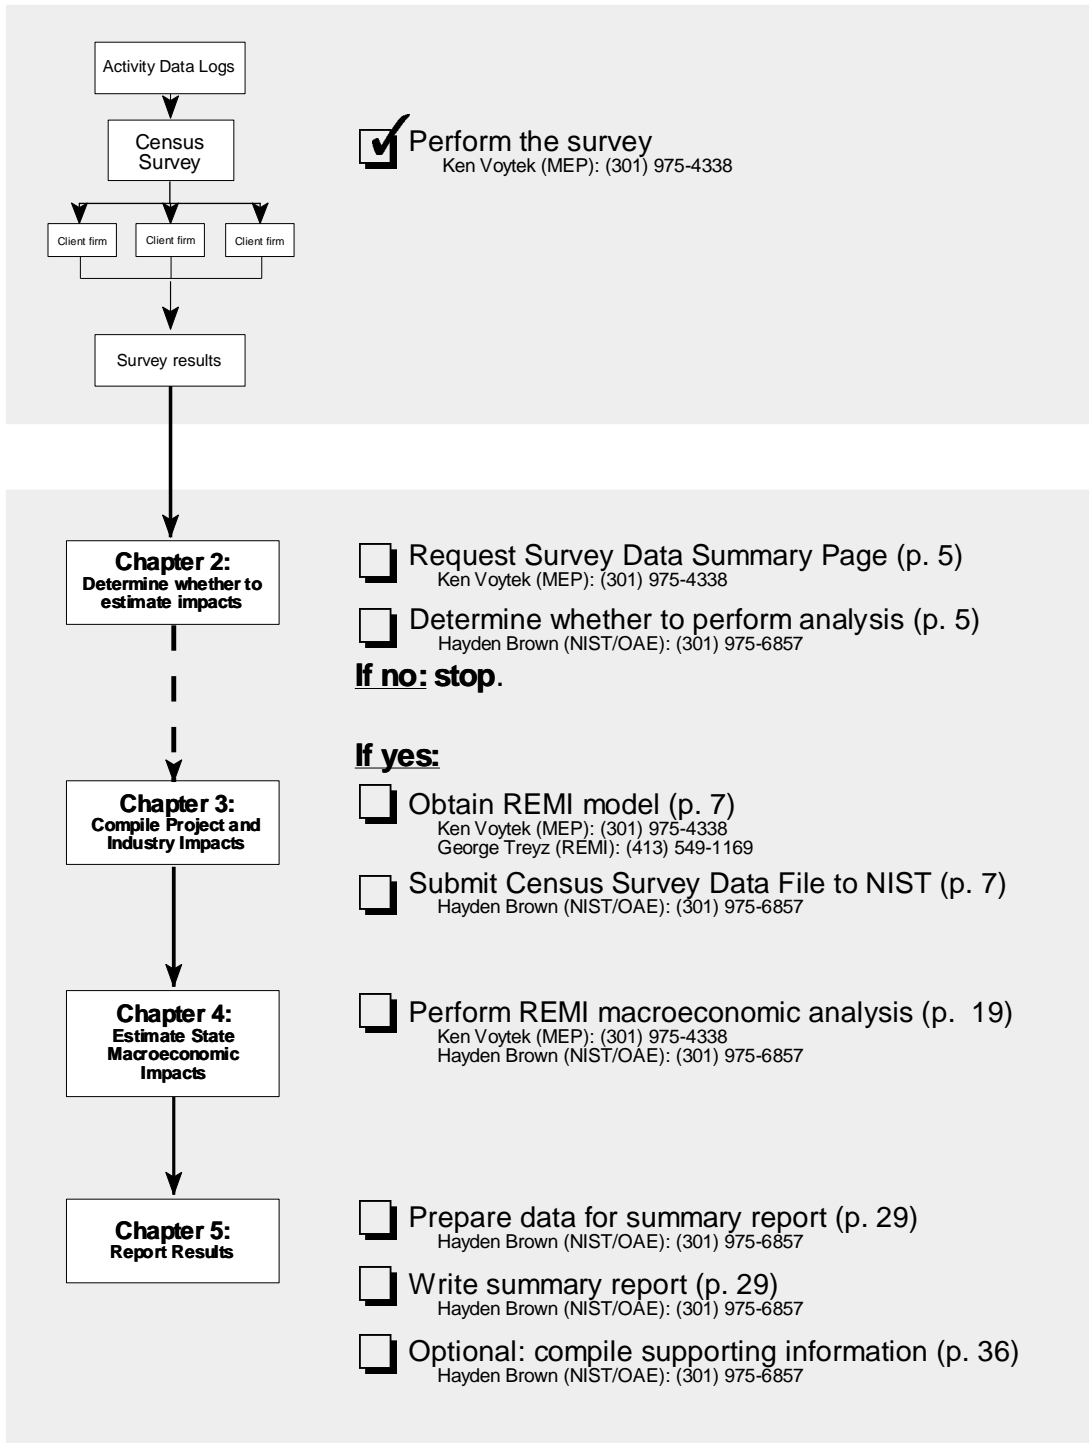 Activity Data Logs
Census
Survey
Perform the survey
Ken Voytek (MEP): (301) 975-4338
Client firm
Client firm
Client firm
Survey results
Chapter 2:
Determine whether to
estimate impacts
Request Survey Data Summary Page (p. 5)
Ken Voytek (MEP): (301) 975-4338
Determine whether to perform analysis (p. 5)
Hayden Brown (NIST/OAE): (301) 975-6857
If no: stop.
If yes:
Chapter 3:
Compile Project and
Industry Impacts
Obtain REMI model (p. 7)
Ken Voytek (MEP): (301) 975-4338
George Treyz (REMI): (413) 549-1169
Submit Census Survey Data File to NIST (p. 7)
Hayden Brown (NIST/OAE): (301) 975-6857
Chapter 4:
Estimate State
Macroeconomic
Impacts
Perform REMI macroeconomic analysis (p. 19)
Ken Voytek (MEP): (301) 975-4338
Hayden Brown (NIST/OAE): (301) 975-6857
Chapter 5:
Report Results
Prepare data for summary report (p. 29)
Hayden Brown (NIST/OAE): (301) 975-6857
Write summary report (p. 29)
Hayden Brown (NIST/OAE): (301) 975-6857
Optional: compile supporting information (p. 36)
Hayden Brown (NIST/OAE): (301) 975-6857